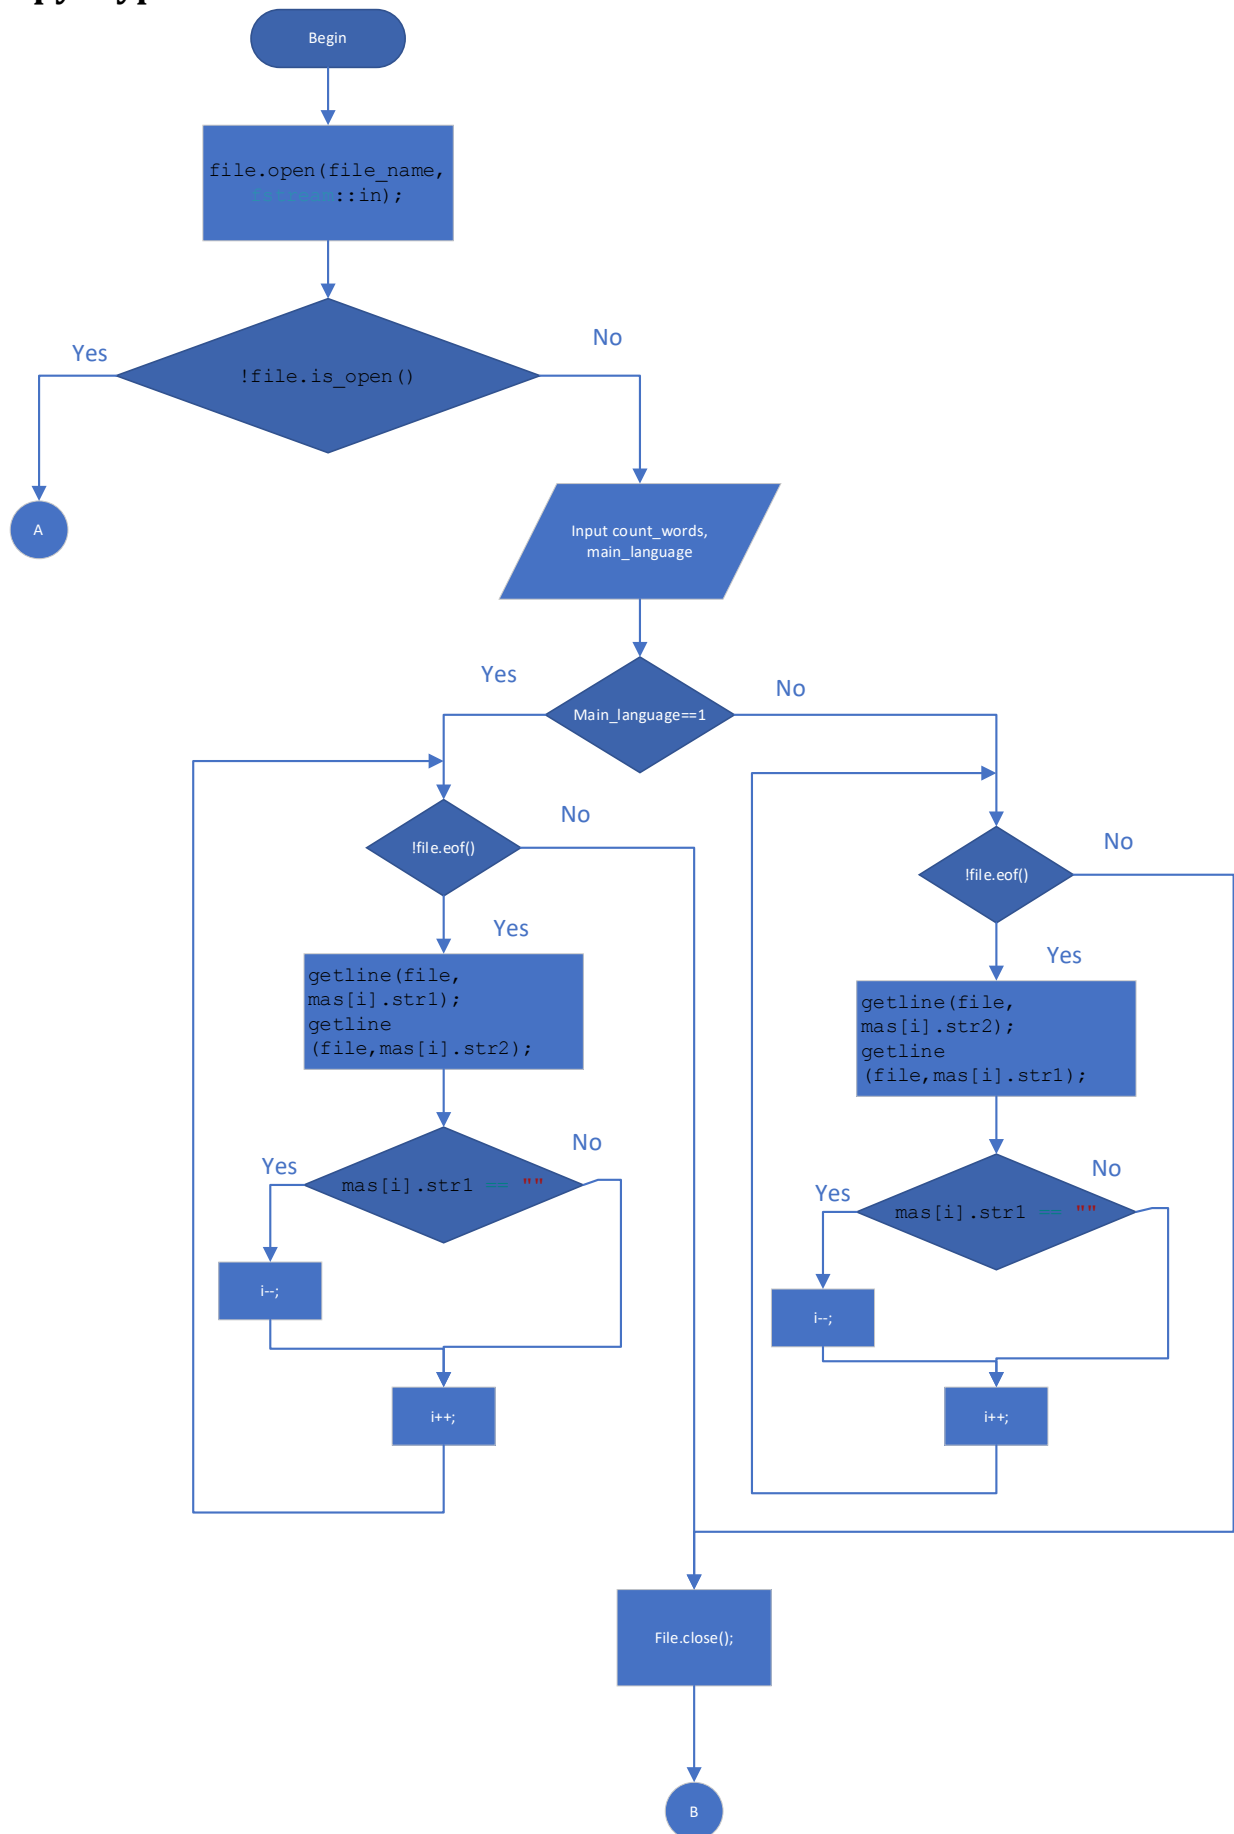 Begin
file.open(file_name,
fstream::in);
Yes
No
!file.is_open()
A
Input count_words,
main_language
Yes
No
Main_language==1
No
!file.eof()
Yes
getline(file,
mas[i].str1);
getline
(file,mas[i].str2);
No
Yes
mas[i].str1 == ""
i--;
i++;
No
!file.eof()
Yes
getline(file,
mas[i].str2);
getline
(file,mas[i].str1);
No
Yes
mas[i].str1 == ""
i--;
i++;
File.close();
B